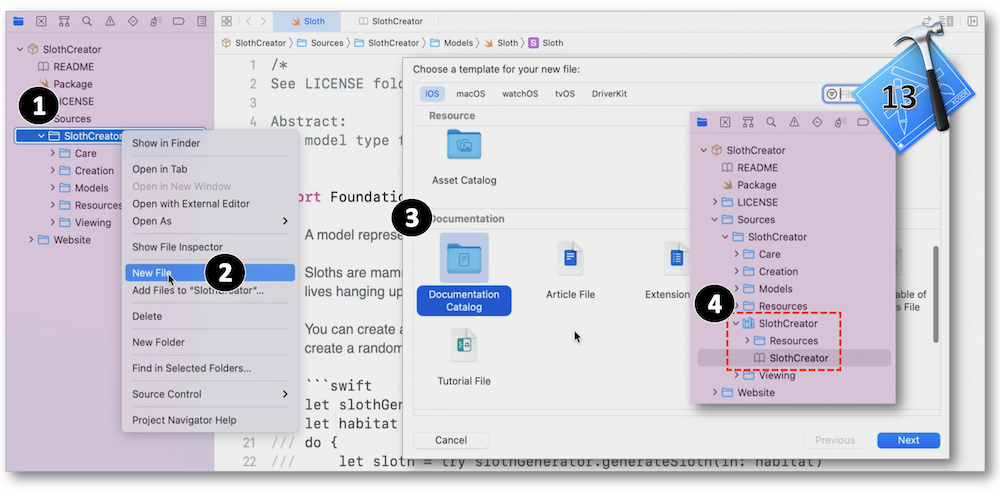 Sloth
SlothCreator
SlothCreator
README
Package
LICENSE
Sources
SlothCreator
Care
Creation
Models
Resources
Viewing
Website
1
SlothCreator
Sources
SlothCreator
Models
Sloth
S
Sloth
1
/*
2
See LICENSE fold
3
4
Abstract:
model type f
ort Foundatio
A model represe
Sloths are mam
lives hanging up
You can create a
create a random
```swift
let slothGen
let habitat
21
/// do {
22
///     let sloth = try slothGenerator.generateSloth(in: habitat)
Show in Finder
Open in Tab
Open in New Window
Open with External Editor
Open As
Show File Inspector
New File
2
Add Files to "SlothCreator"...
Delete
New Folder
Find in Selected Folders...
Source Control
Project Navigator Help
Choose a template for your new file:
iOS
macOS
watchOS
tvOS
DriverKit
Resource
Asset Catalog
3
Documentation
Documentation
Catalog
Article File
Extension
able of
s File
Tutorial File
Cancel
Previous
Next
13
XCODE
SlothCreator
README
Package
LICENSE
Sources
SlothCreator
Care
Creation
Models
Resources
4
SlothCreator
Resources
SlothCreator
Viewing
Website